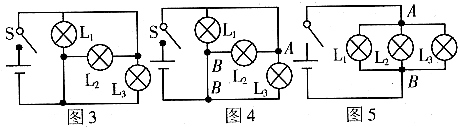 S L₁ L₂ L₃
图3
S L₁ A B L₂ B L₃
图4
A L₁ L₂ L₃ B
图5